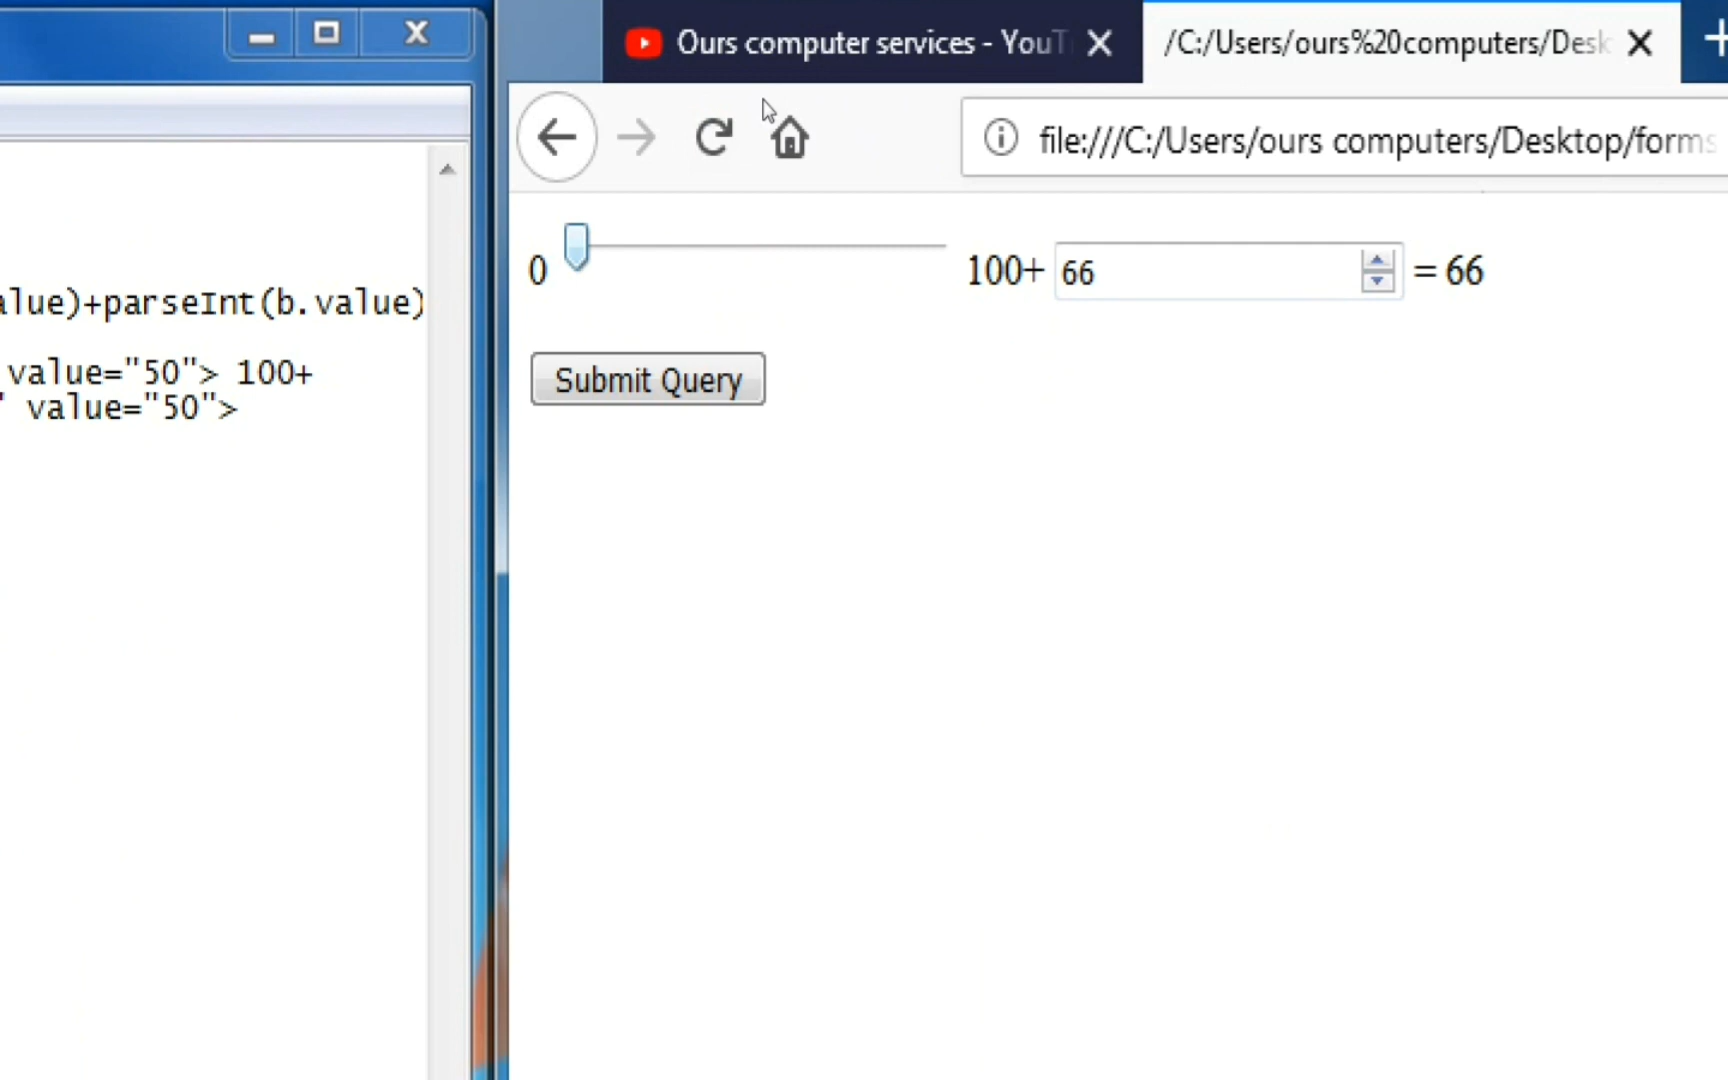 Ours computer services - YouT
/C:/Users/ours%20computers/Desk
file:///C:/Users/ours computers/Desktop/forms
alue)+parseInt(b.value)
value="50"> 100+
" value="50">
0 100+ 66 = 66
Submit Query